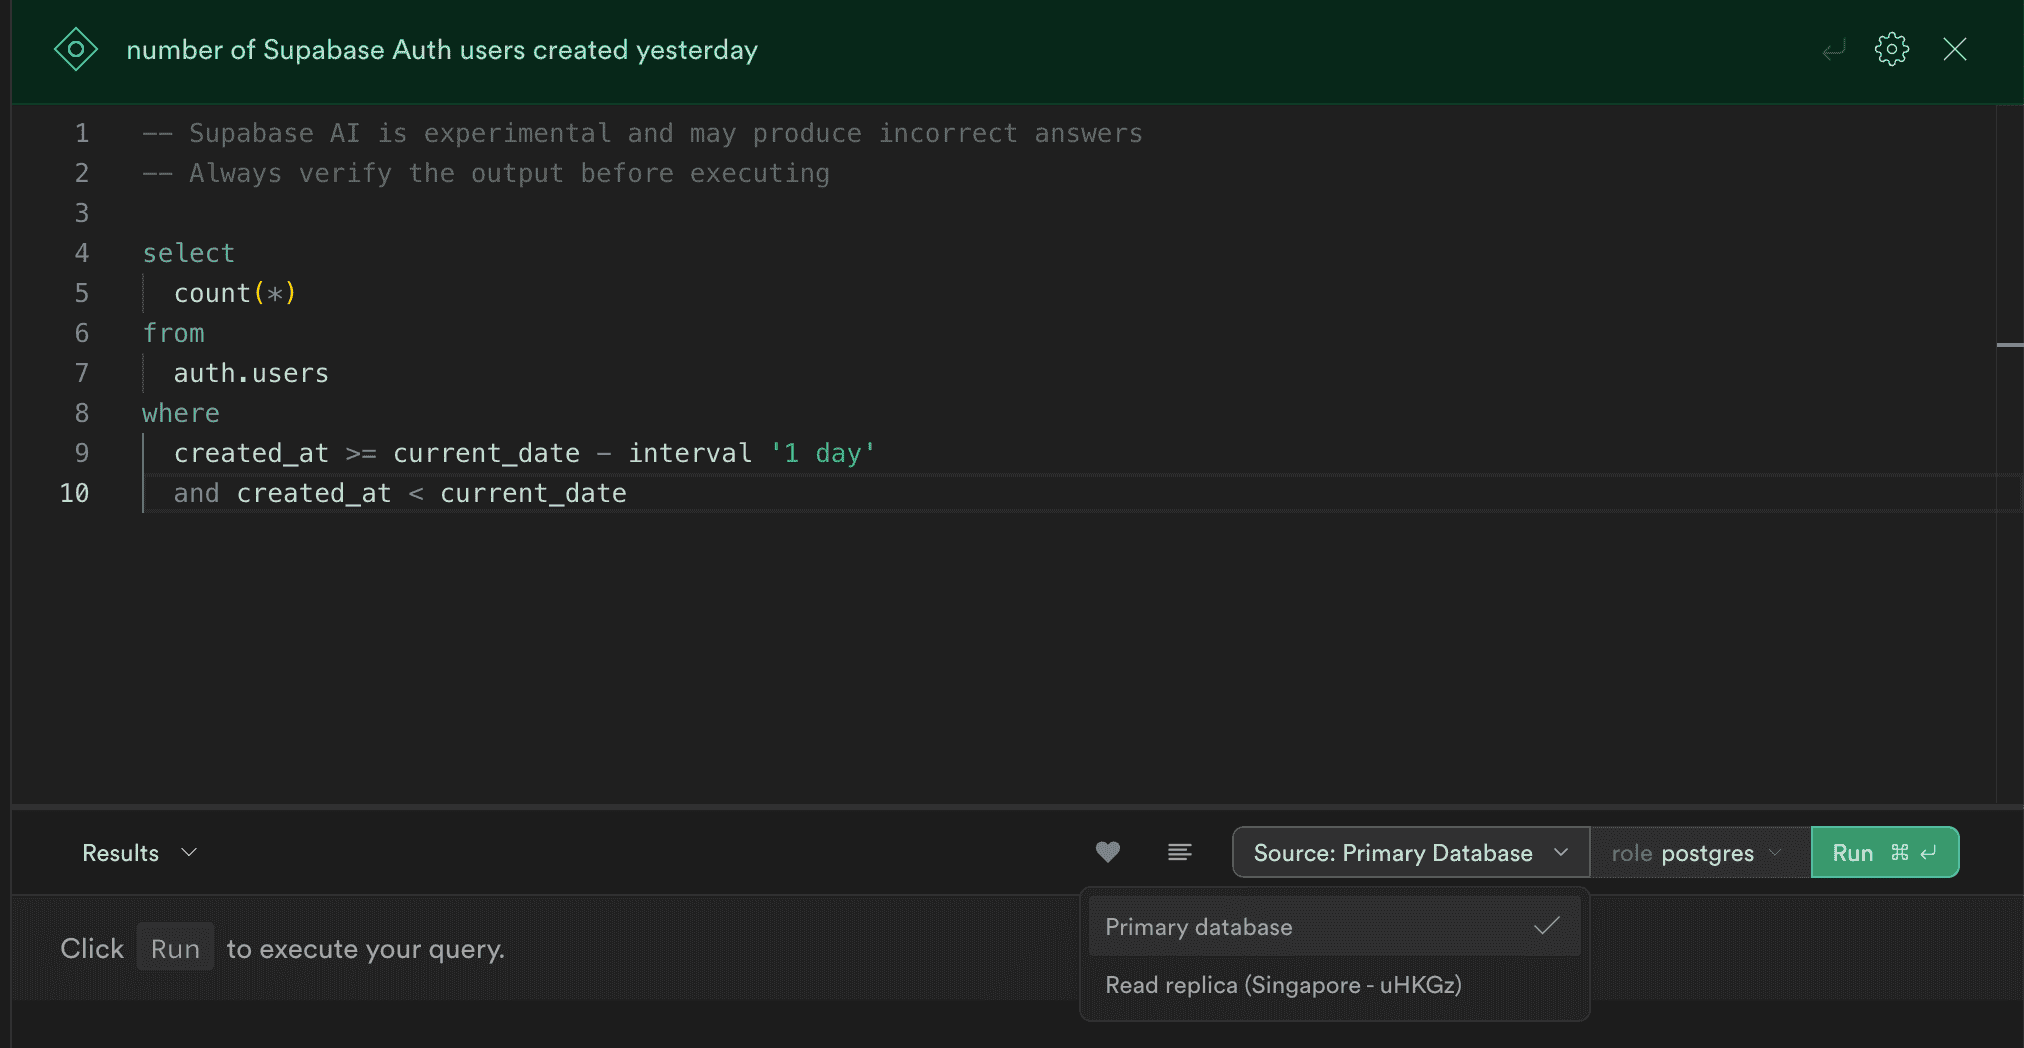 number of Supabase Auth users created yesterday
1 -- Supabase AI is experimental and may produce incorrect answers
2 -- Always verify the output before executing
3
4 select
5   count(*)
6 from
7   auth.users
8 where
9   created_at >= current_date - interval '1 day'
10   and created_at < current_date
Results Source: Primary Database role postgres Run ⌘ ↵
Primary database
Click Run to execute your query.
Read replica (Singapore - uHKGz)